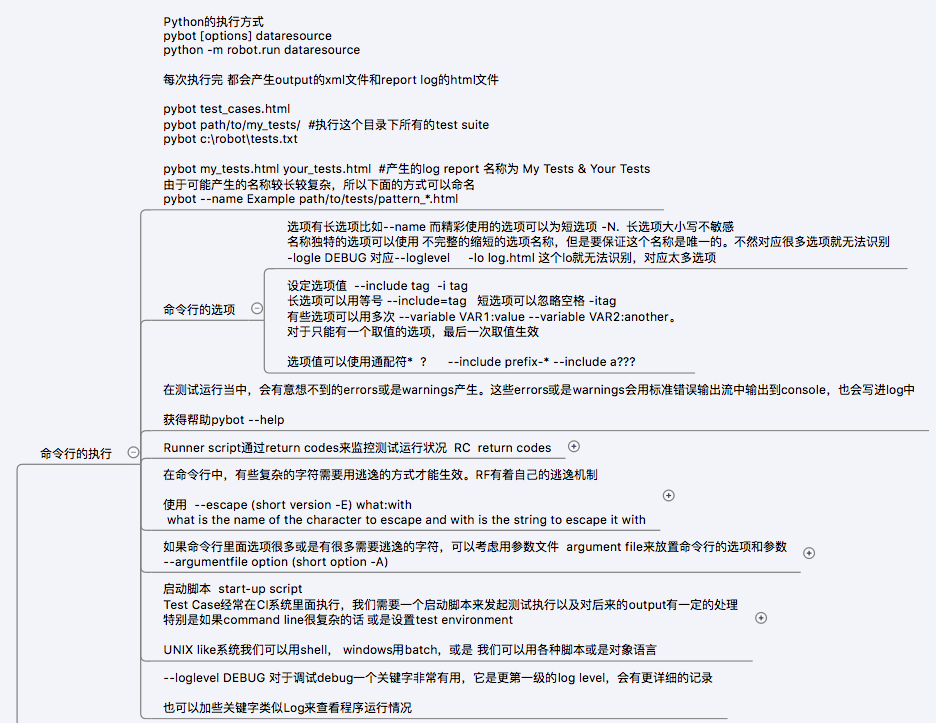 Python的执行方式
pybot [options] dataresource
python -m robot.run dataresource
每次执行完 都会产生output的xml文件和report log的html文件
pybot test_cases.html
pybot path/to/my_tests/  #执行这个目录下所有的test suite
pybot c:\robot\tests.txt
pybot my_tests.html your_tests.html  #产生的log report 名称为 My Tests & Your Tests
由于可能产生的名称较长较复杂，所以下面的方式可以命名
pybot --name Example path/to/tests/pattern_*.html
选项有长选项比如--name 而精彩使用的选项可以为短选项 -N.  长选项大小写不敏感
名称独特的选项可以使用 不完整的缩短的选项名称，但是要保证这个名称是唯一的。不然对应很多选项就无法识别
-logle DEBUG 对应--loglevel     -lo log.html 这个lo就无法识别，对应太多选项
命令行的选项
设定选项值  --include tag  -i tag
长选项可以用等号 --include=tag   短选项可以忽略空格 -itag
有些选项可以用多次 --variable VAR1:value --variable VAR2:another。
对于只能有一个取值的选项，最后一次取值生效
选项值可以使用通配符*  ?      --include prefix-* --include a???
在测试运行当中，会有意想不到的errors或是warnings产生。这些errors或是warnings会用标准错误输出流中输出到console，也会写进log中
获得帮助pybot --help
命令行的执行
Runner script通过return codes来监控测试运行状况  RC  return codes
在命令行中，有些复杂的字符需要用逃逸的方式才能生效。RF有着自己的逃逸机制
使用  --escape (short version -E) what:with
what is the name of the character to escape and with is the string to escape it with
如果命令行里面选项很多或是有很多需要逃逸的字符，可以考虑用参数文件  argument file来放置命令行的选项和参数
--argumentfile option (short option -A)
启动脚本  start-up script
Test Case经常在CI系统里面执行，我们需要一个启动脚本来发起测试执行以及对后来的output有一定的处理
特别是如果command line很复杂的话 或是设置test environment
UNIX like系统我们可以用shell， windows用batch，或是 我们可以用各种脚本或是对象语言
--loglevel DEBUG 对于调试debug一个关键字非常有用，它是更第一级的log level，会有更详细的记录
也可以加些关键字类似Log来查看程序运行情况